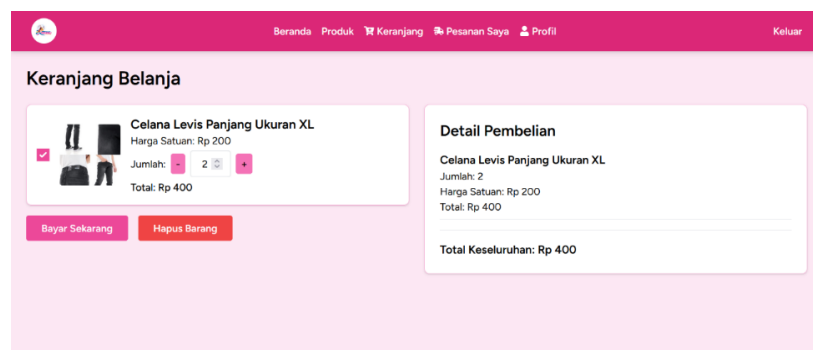 Beranda Produk Keranjang Pesanan Saya Profil Keluar
Keranjang Belanja
Celana Levis Panjang Ukuran XL
Harga Satuan: Rp 200
Jumlah: - 2 +
Total: Rp 400
Bayar Sekarang Hapus Barang
Detail Pembelian
Celana Levis Panjang Ukuran XL
Jumlah: 2
Harga Satuan: Rp 200
Total: Rp 400
Total Keseluruhan: Rp 400